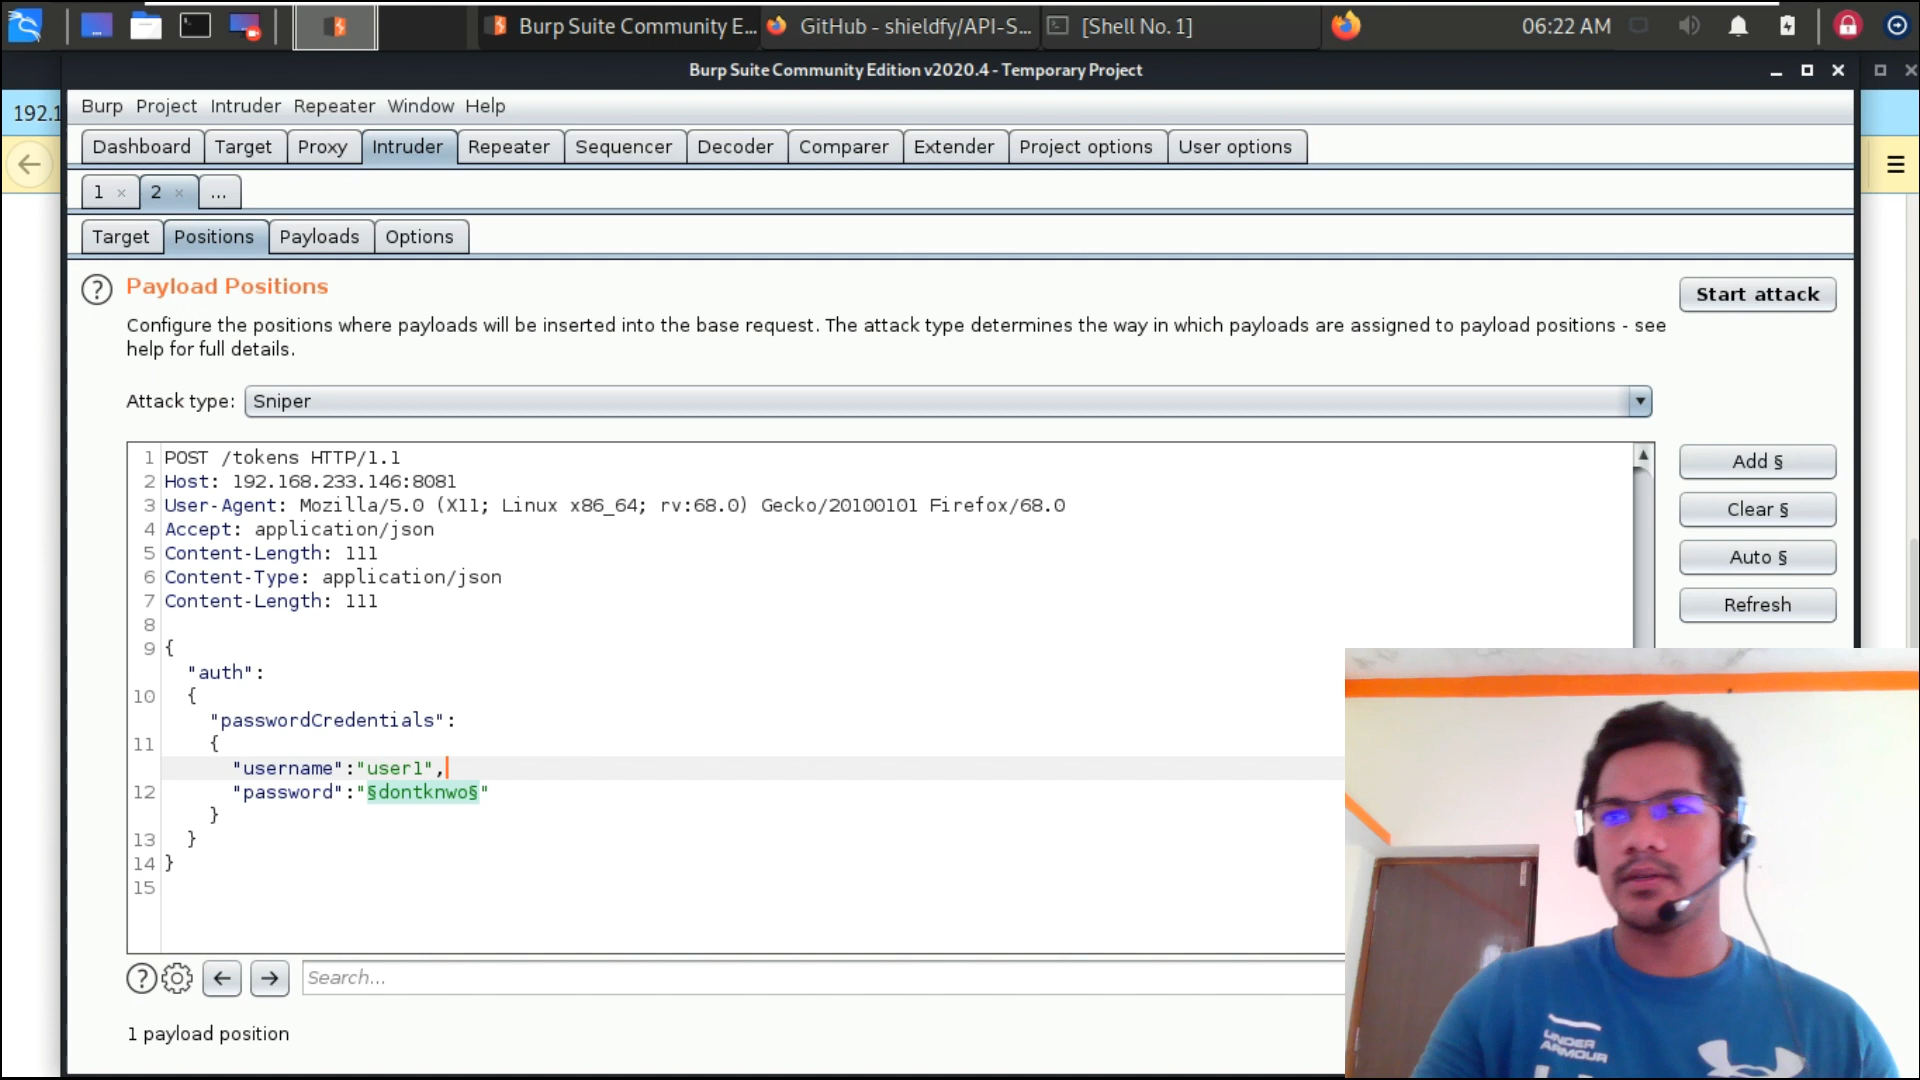 Burp Suite Community E...
GitHub - shieldfy/API-S...
[Shell No. 1]
06:22 AM
Burp Suite Community Edition v2020.4 - Temporary Project
192.1
Burp Project Intruder Repeater Window Help
Dashboard Target Proxy Intruder Repeater Sequencer Decoder Comparer Extender Project options User options
1 × 2 × ...
Target Positions Payloads Options
? Payload Positions
Start attack
Configure the positions where payloads will be inserted into the base request. The attack type determines the way in which payloads are assigned to payload positions - see
help for full details.
Attack type: Sniper
1 POST /tokens HTTP/1.1
2 Host: 192.168.233.146:8081
3 User-Agent: Mozilla/5.0 (X11; Linux x86_64; rv:68.0) Gecko/20100101 Firefox/68.0
4 Accept: application/json
5 Content-Length: 111
6 Content-Type: application/json
7 Content-Length: 111
8
9 {
"auth":
10 {
"passwordCredentials":
11 {
"username":"user1",
12 "password":"§dontknwo§"
}
13 }
14 }
15
Add §
Clear §
Auto §
Refresh
? Search...
1 payload position
UNDER
ARMOUR